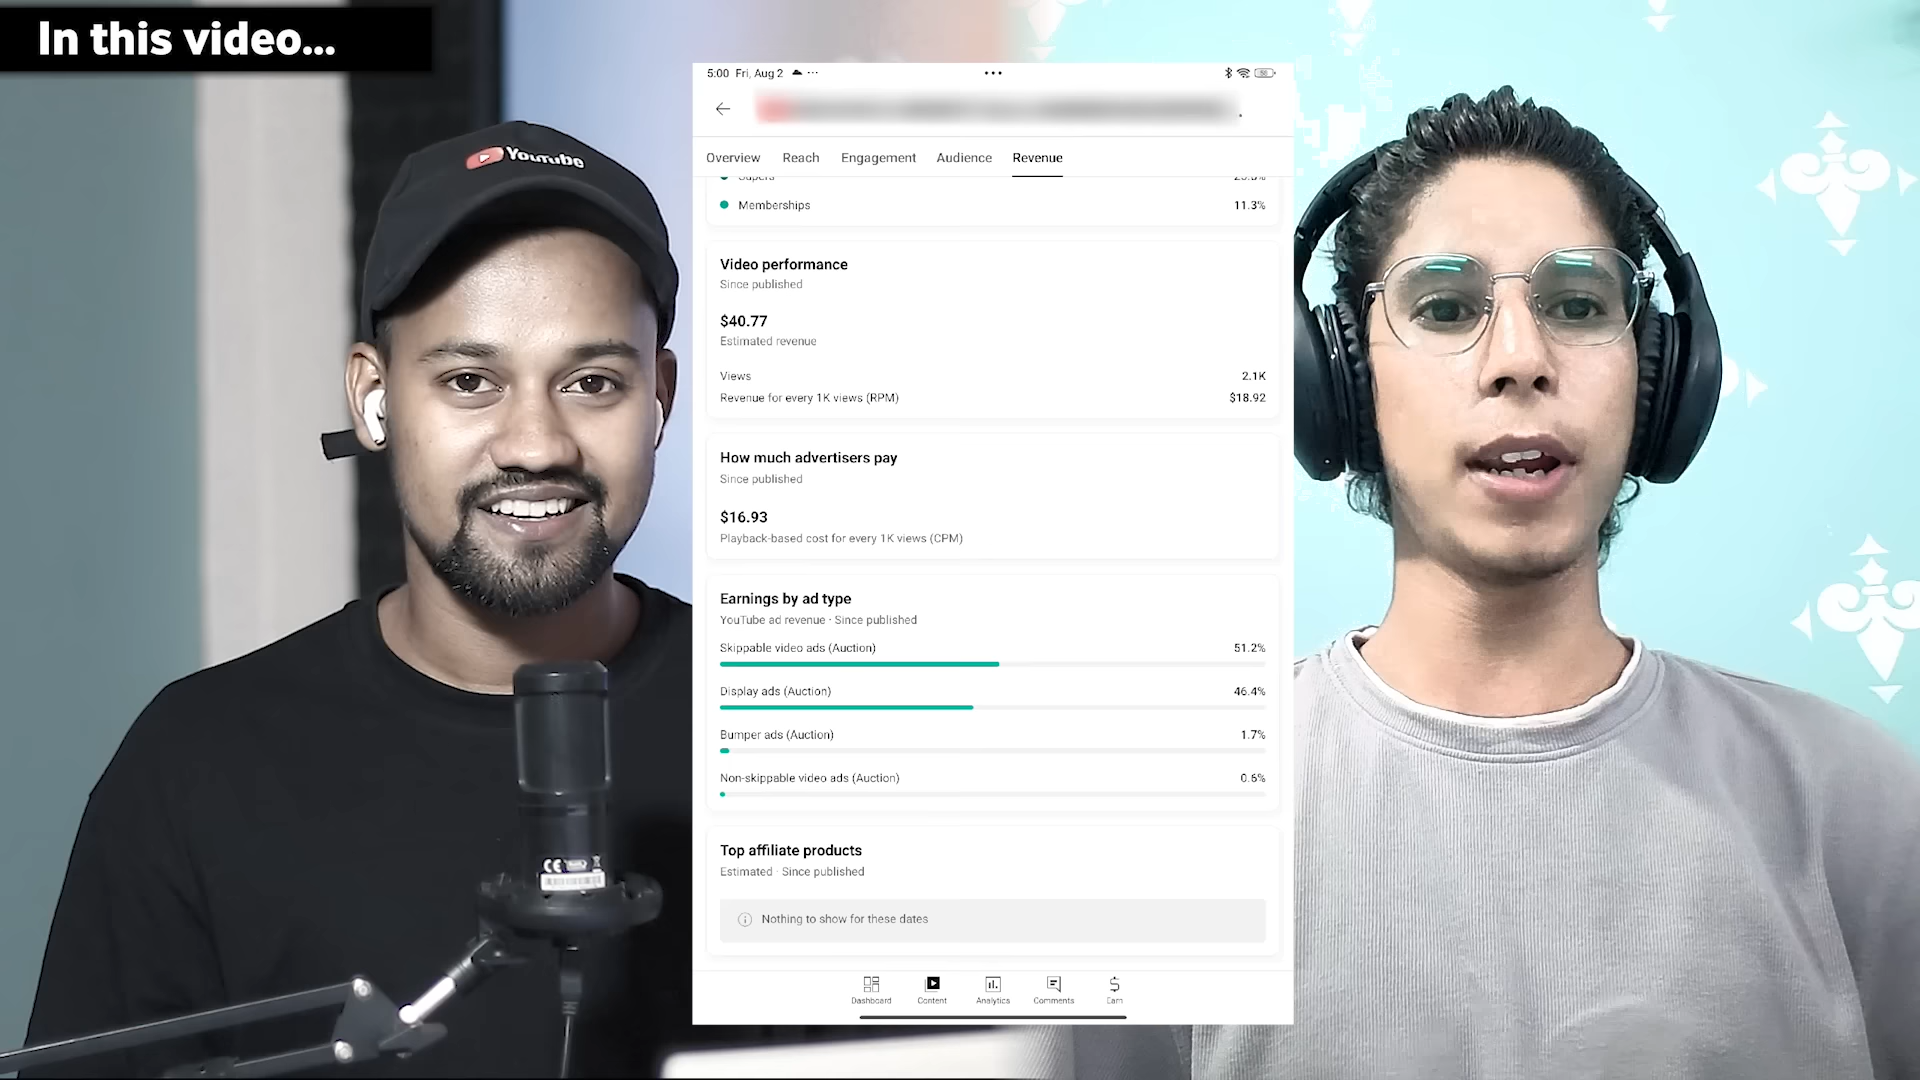 In this video...
YouTube
5:00 Fri, Aug 2
Overview Reach Engagement Audience Revenue
Supers
Memberships 11.3%
Video performance
Since published
$40.77
Estimated revenue
Views 2.1K
Revenue for every 1K views (RPM) $18.92
How much advertisers pay
Since published
$16.93
Playback-based cost for every 1K views (CPM)
Earnings by ad type
YouTube ad revenue · Since published
Skippable video ads (Auction) 51.2%
Display ads (Auction) 46.4%
Bumper ads (Auction) 1.7%
Non-skippable video ads (Auction) 0.6%
Top affiliate products
Estimated · Since published
Nothing to show for these dates
Dashboard Content Analytics Comments Earn
CE